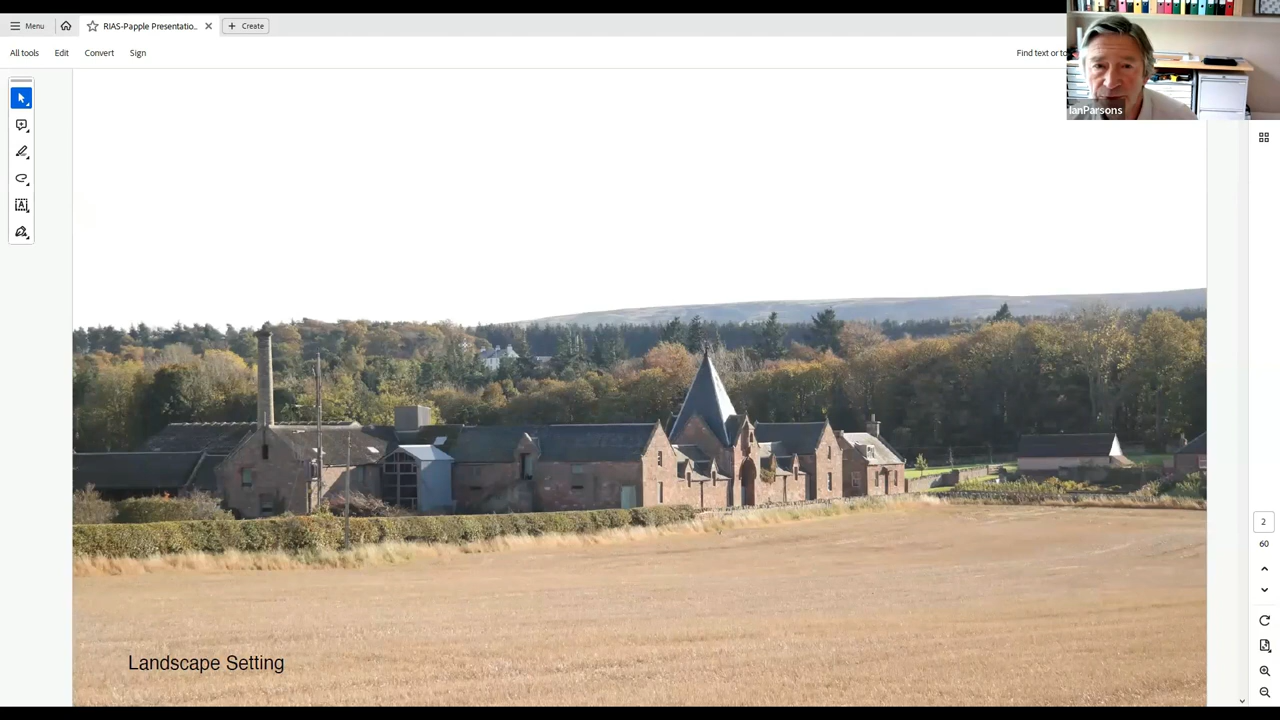 Menu
RIAS-Papple Presentatio...
Create
All tools
Edit
Convert
Sign
Find text or to
IanParsons
2
60
Landscape Setting